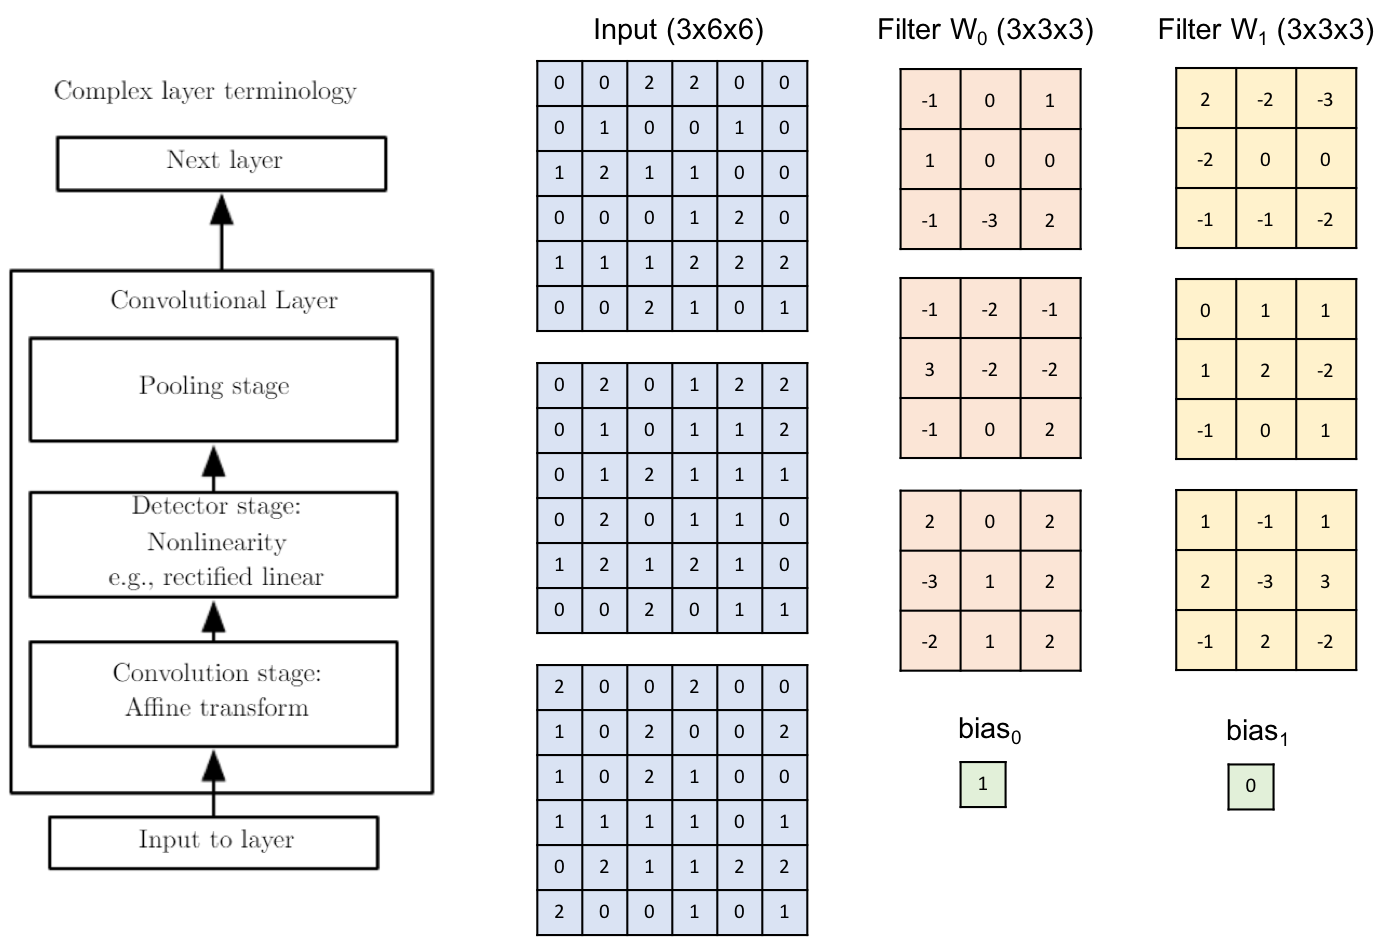 Complex layer terminology
Next layer
Convolutional Layer
Pooling stage
Detector stage:
Nonlinearity
e.g., rectified linear
Convolution stage:
Affine transform
Input to layer
Input (3x6x6)
0 0 2 2 0 0
0 1 0 0 1 0
1 2 1 1 0 0
0 0 0 1 2 0
1 1 1 2 2 2
0 0 2 1 0 1
0 2 0 1 2 2
0 1 0 1 1 2
0 1 2 1 1 1
0 2 0 1 1 0
1 2 1 2 1 0
0 0 2 0 1 1
2 0 0 2 0 0
1 0 2 0 0 2
1 0 2 1 0 0
1 1 1 1 0 1
0 2 1 1 2 2
2 0 0 1 0 1
Filter W0 (3x3x3)
-1 0 1
1 0 0
-1 -3 2
-1 -2 -1
3 -2 -2
-1 0 2
2 0 2
-3 1 2
-2 1 2
bias0
1
Filter W1 (3x3x3)
2 -2 -3
-2 0 0
-1 -1 -2
0 1 1
1 2 -2
-1 0 1
1 -1 1
2 -3 3
-1 2 -2
bias1
0